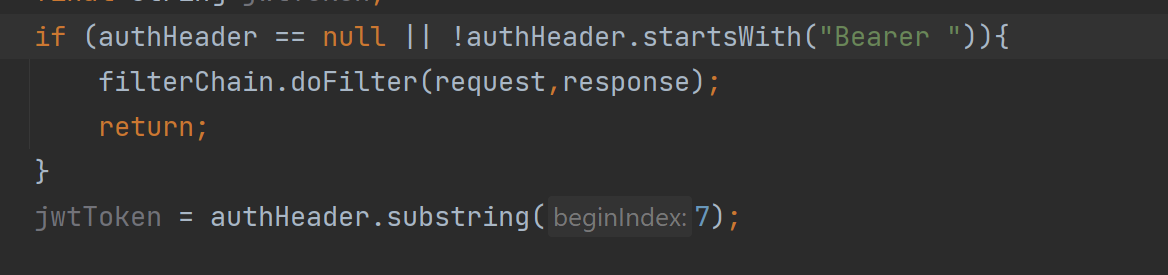 if (authHeader == null || !authHeader.startsWith("Bearer ")){
filterChain.doFilter(request,response);
return;
}
jwtToken = authHeader.substring( beginIndex: 7);